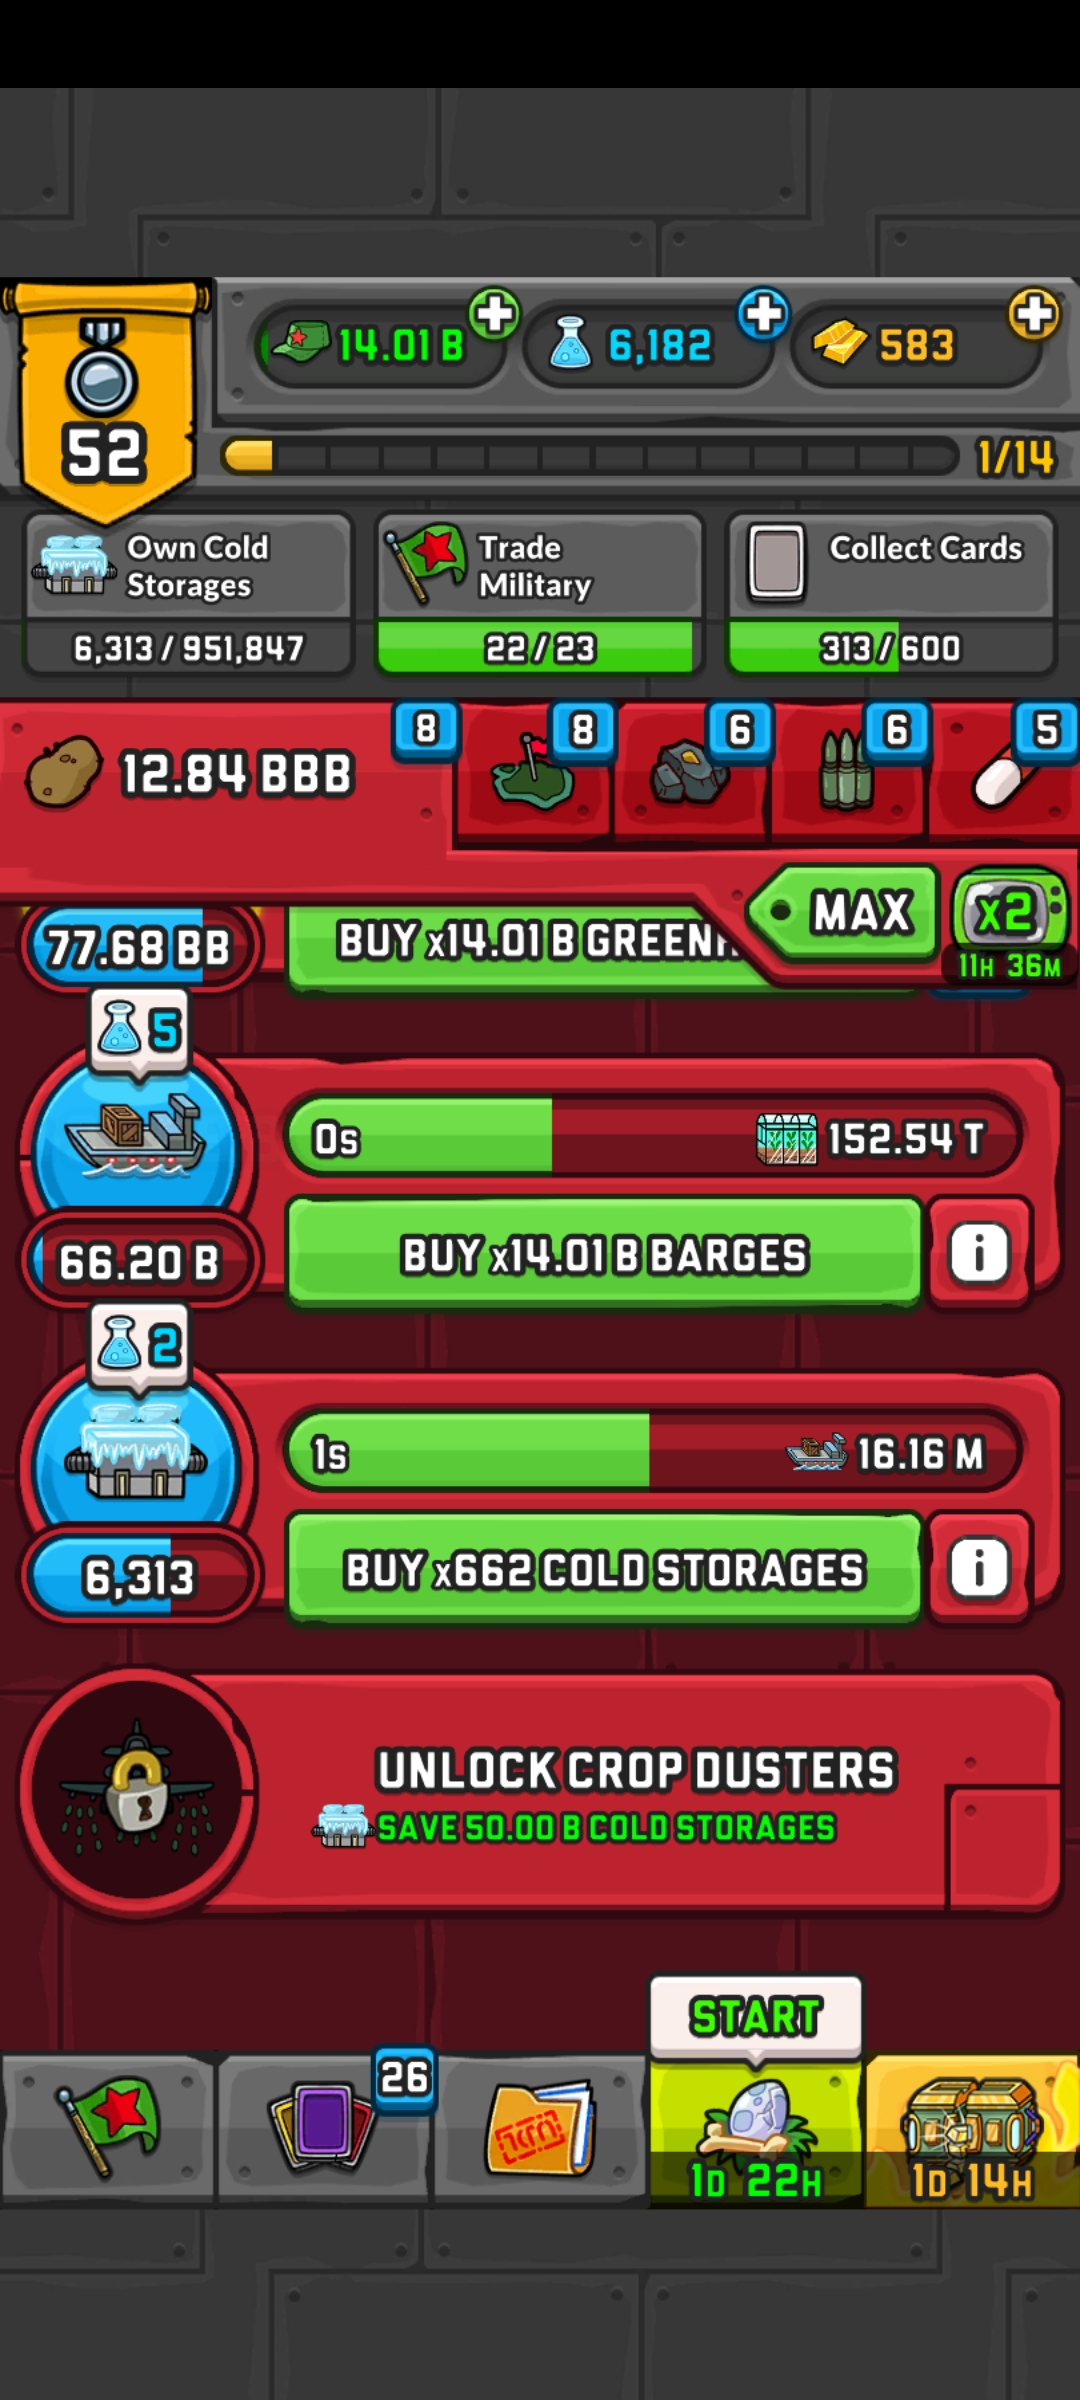 14.01 B
6,182
583
52
1/14
Own Cold
Storages
6,313 / 951,847
Trade
Military
22 / 23
Collect Cards
313 / 600
12.84 BBB
8
8
6
6
5
MAX
x2
11H 36M
77.68 BB
BUY x14.01 B
5
0s
152.54 T
66.20 B
BUY x14.01 B BARGES
i
2
1s
16.16 M
6,313
BUY x662 COLD STORAGES
i
UNLOCK CROP DUSTERS
SAVE 50.00 B COLD STORAGES
START
26
1D 22H
1D 14H